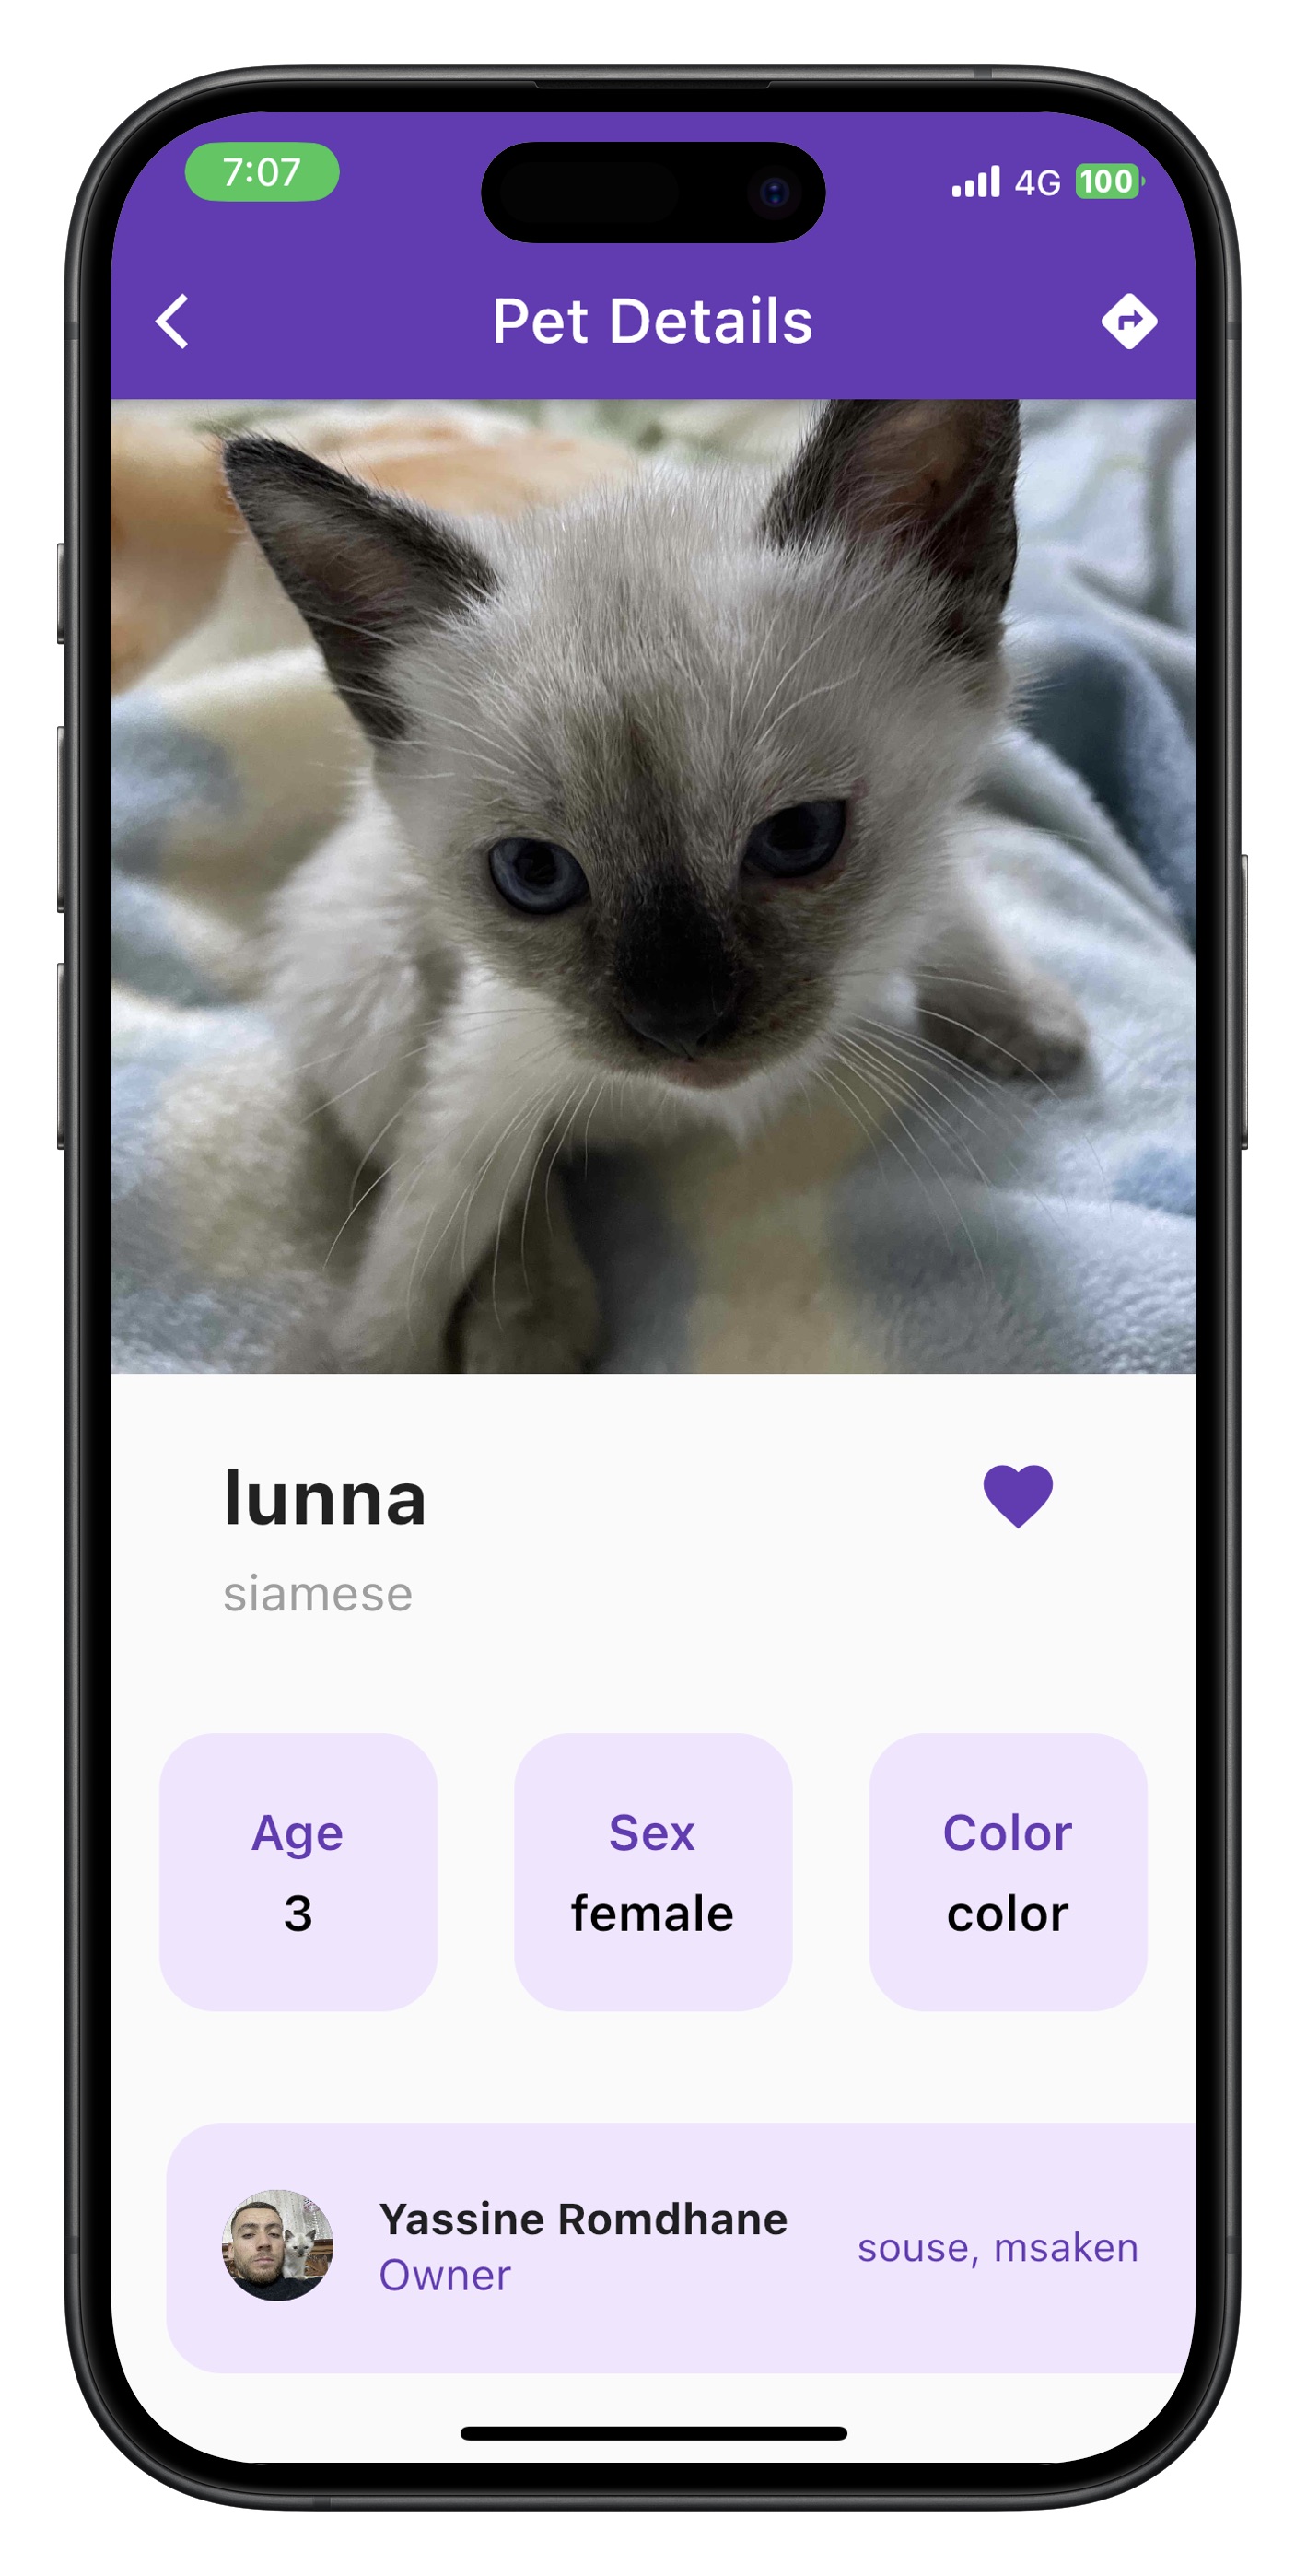 7:07
4G 100
Pet Details
lunna
siamese
Age
3
Sex
female
Color
color
Yassine Romdhane
Owner
souse, msaken